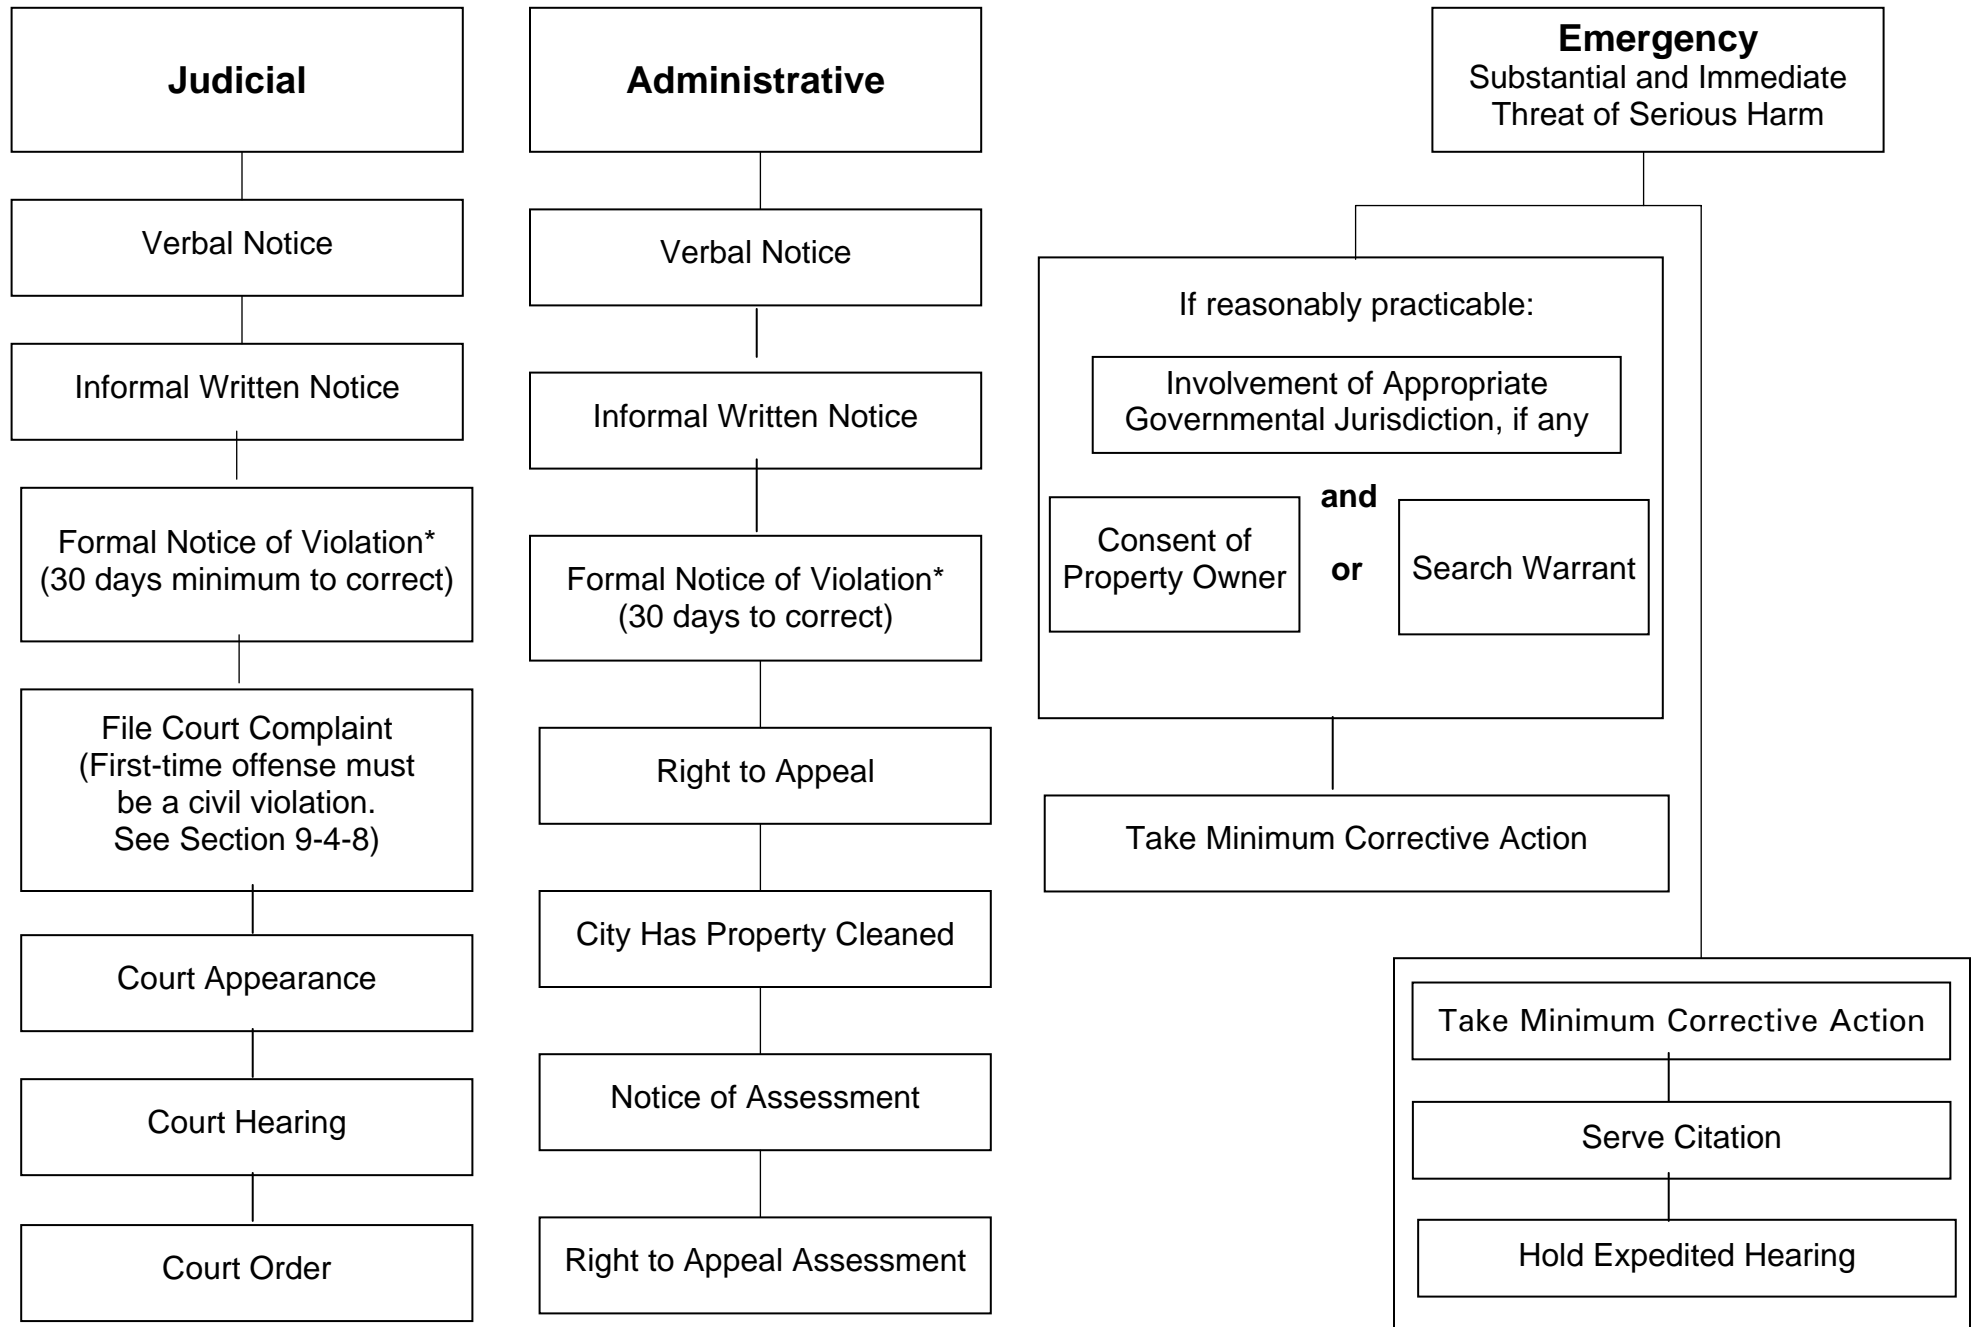 Judicial
Verbal Notice
Informal Written Notice
Formal Notice of Violation*
(30 days minimum to correct)
File Court Complaint
(First-time offense must
be a civil violation.
See Section 9-4-8)
Court Appearance
Court Hearing
Court Order
Administrative
Verbal Notice
Informal Written Notice
Formal Notice of Violation*
(30 days to correct)
Right to Appeal
City Has Property Cleaned
Notice of Assessment
Right to Appeal Assessment
Emergency
Substantial and Immediate
Threat of Serious Harm
If reasonably practicable:
Involvement of Appropriate
Governmental Jurisdiction, if any
and
Consent of
Property Owner
or
Search Warrant
Take Minimum Corrective Action
Take Minimum Corrective Action
Serve Citation
Hold Expedited Hearing